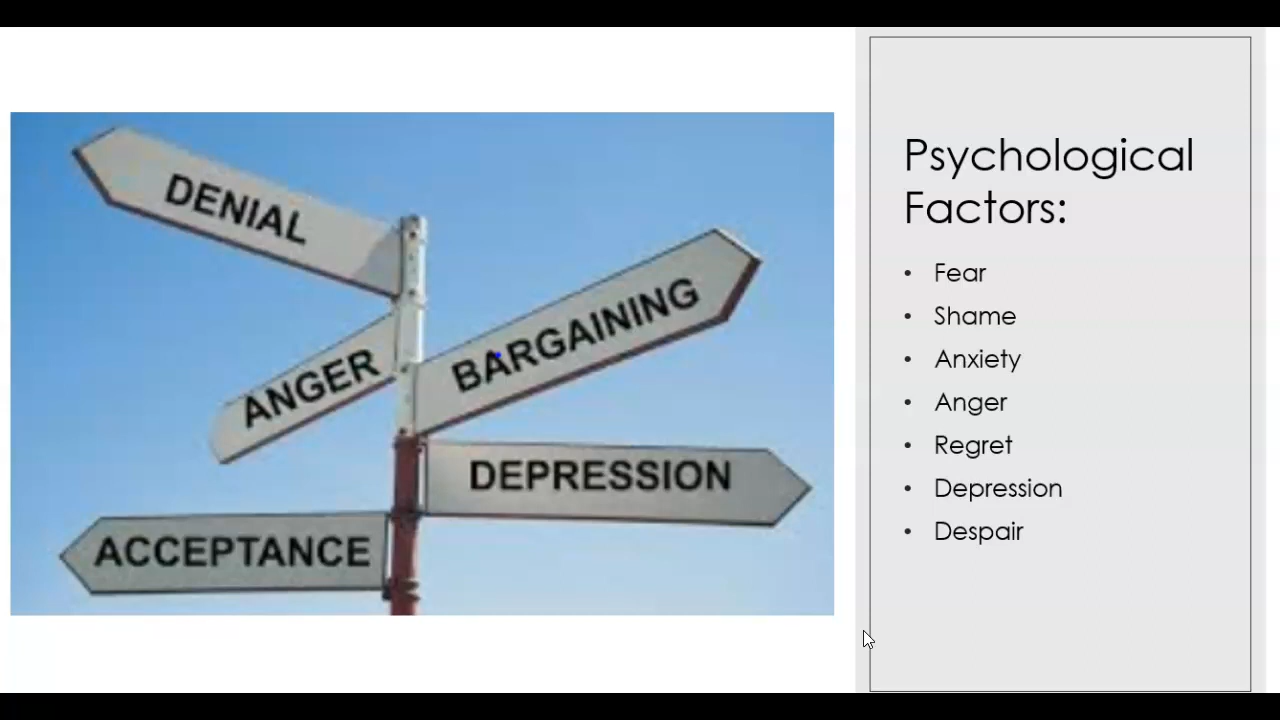 DENIAL
ANGER
BARGAINING
DEPRESSION
ACCEPTANCE
Psychological
Factors:
• Fear
• Shame
• Anxiety
• Anger
• Regret
• Depression
• Despair